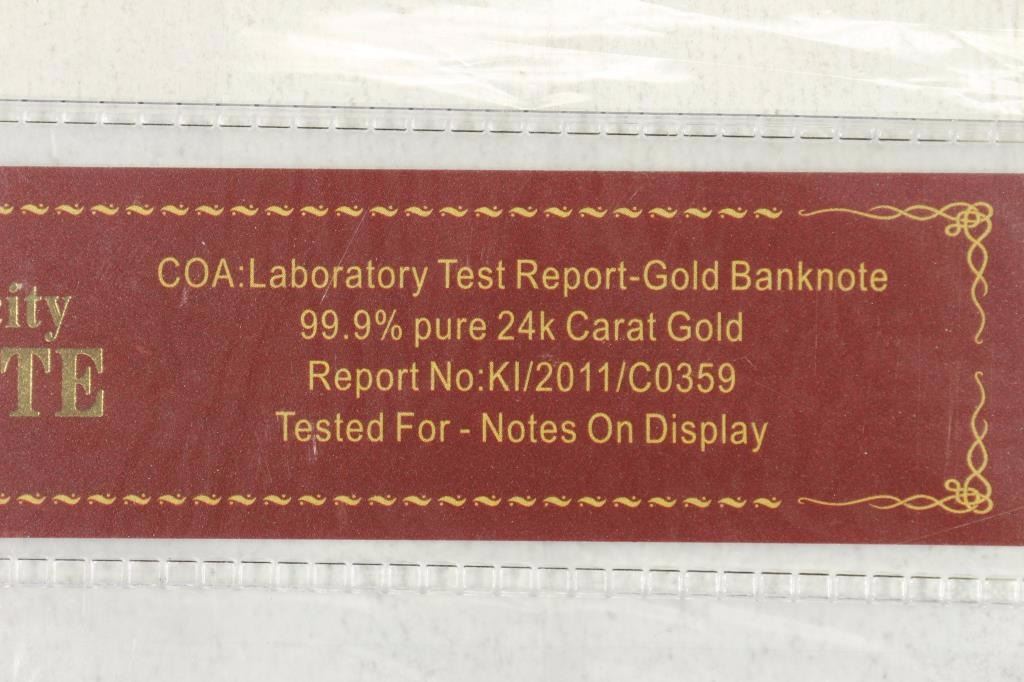 city
TE
COA:Laboratory Test Report-Gold Banknote
99.9% pure 24k Carat Gold
Report No:KI/2011/C0359
Tested For - Notes On Display